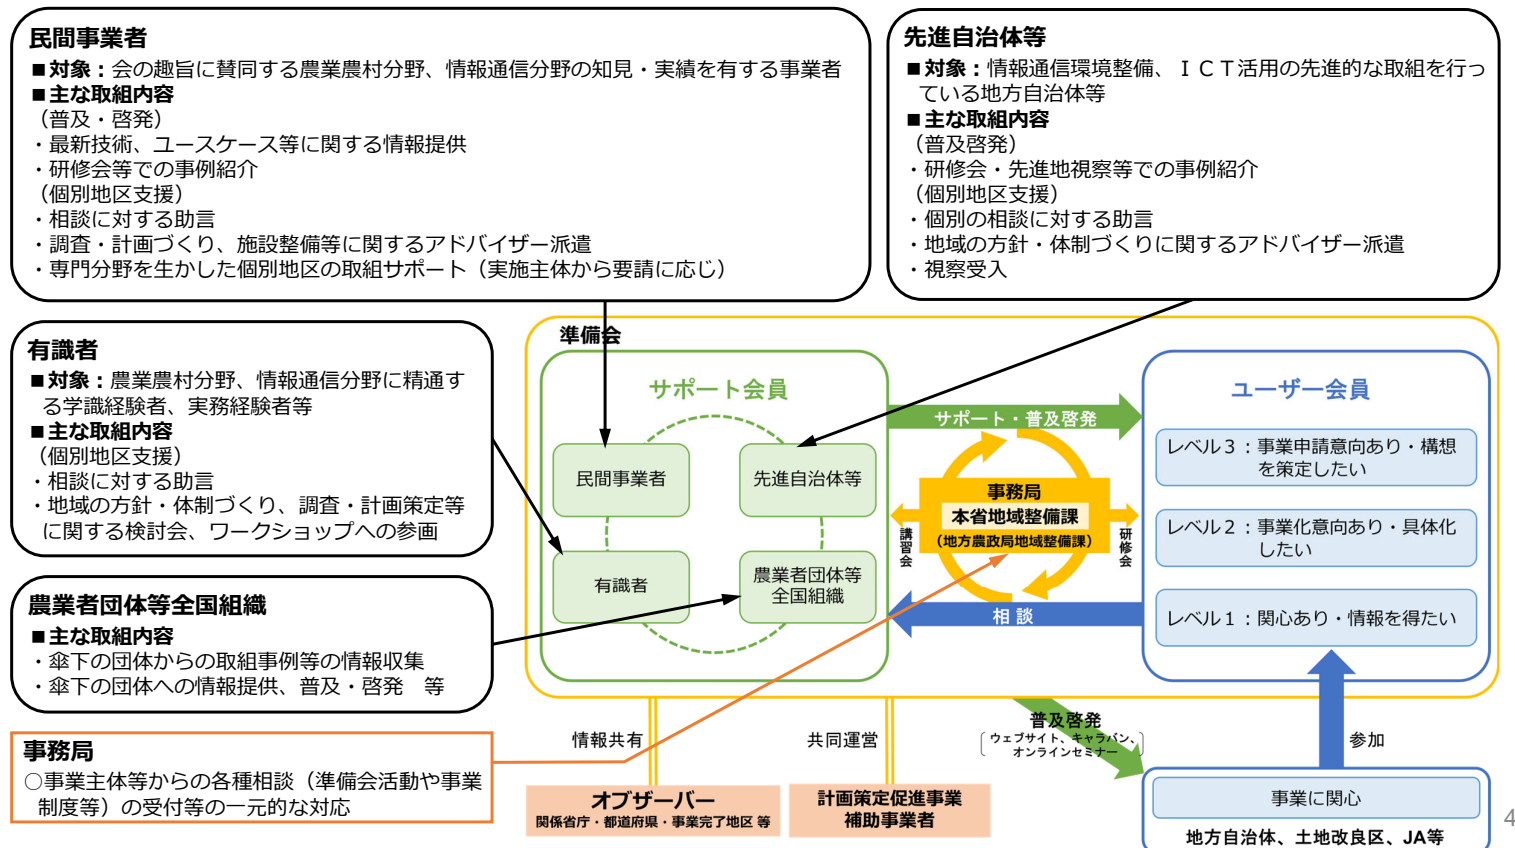 民間事業者
■対象：会の趣旨に賛同する農業農村分野、情報通信分野の知見・実績を有する事業者
■主な取組内容
（普及・啓発）
・最新技術、ユースケース等に関する情報提供
・研修会等での事例紹介
（個別地区支援）
・相談に対する助言
・調査・計画づくり、施設整備等に関するアドバイザー派遣
・専門分野を生かした個別地区の取組サポート（実施主体から要請に応じ）
先進自治体等
■対象：情報通信環境整備、ＩＣＴ活用の先進的な取組を行っ
ている地方自治体等
■主な取組内容
（普及啓発）
・研修会・先進地視察等での事例紹介
（個別地区支援）
・個別の相談に対する助言
・地域の方針・体制づくりに関するアドバイザー派遣
・視察受入
有識者
■対象：農業農村分野、情報通信分野に精通す
る学識経験者、実務経験者等
■主な取組内容
（個別地区支援）
・相談に対する助言
・地域の方針・体制づくり、調査・計画策定等
に関する検討会、ワークショップへの参画
農業者団体等全国組織
■主な取組内容
・傘下の団体からの取組事例等の情報収集
・傘下の団体への情報提供、普及・啓発　等
事務局
○事業主体等からの各種相談（準備会活動や事業
制度等）の受付等の一元的な対応
準備会
サポート会員
民間事業者
先進自治体等
有識者
農業者団体等
全国組織
サポート・普及啓発
事務局
本省地域整備課
（地方農政局地域整備課）
講習会
研修会
相談
ユーザー会員
レベル３：事業申請意向あり・構想
を策定したい
レベル２：事業化意向あり・具体化
したい
レベル１：関心あり・情報を得たい
情報共有
共同運営
普及啓発
ウェブサイト、キャラバン、
オンラインセミナー
参加
オブザーバー
関係省庁・都道府県・事業完了地区 等
計画策定促進事業
補助事業者
事業に関心
地方自治体、土地改良区、JA等
4